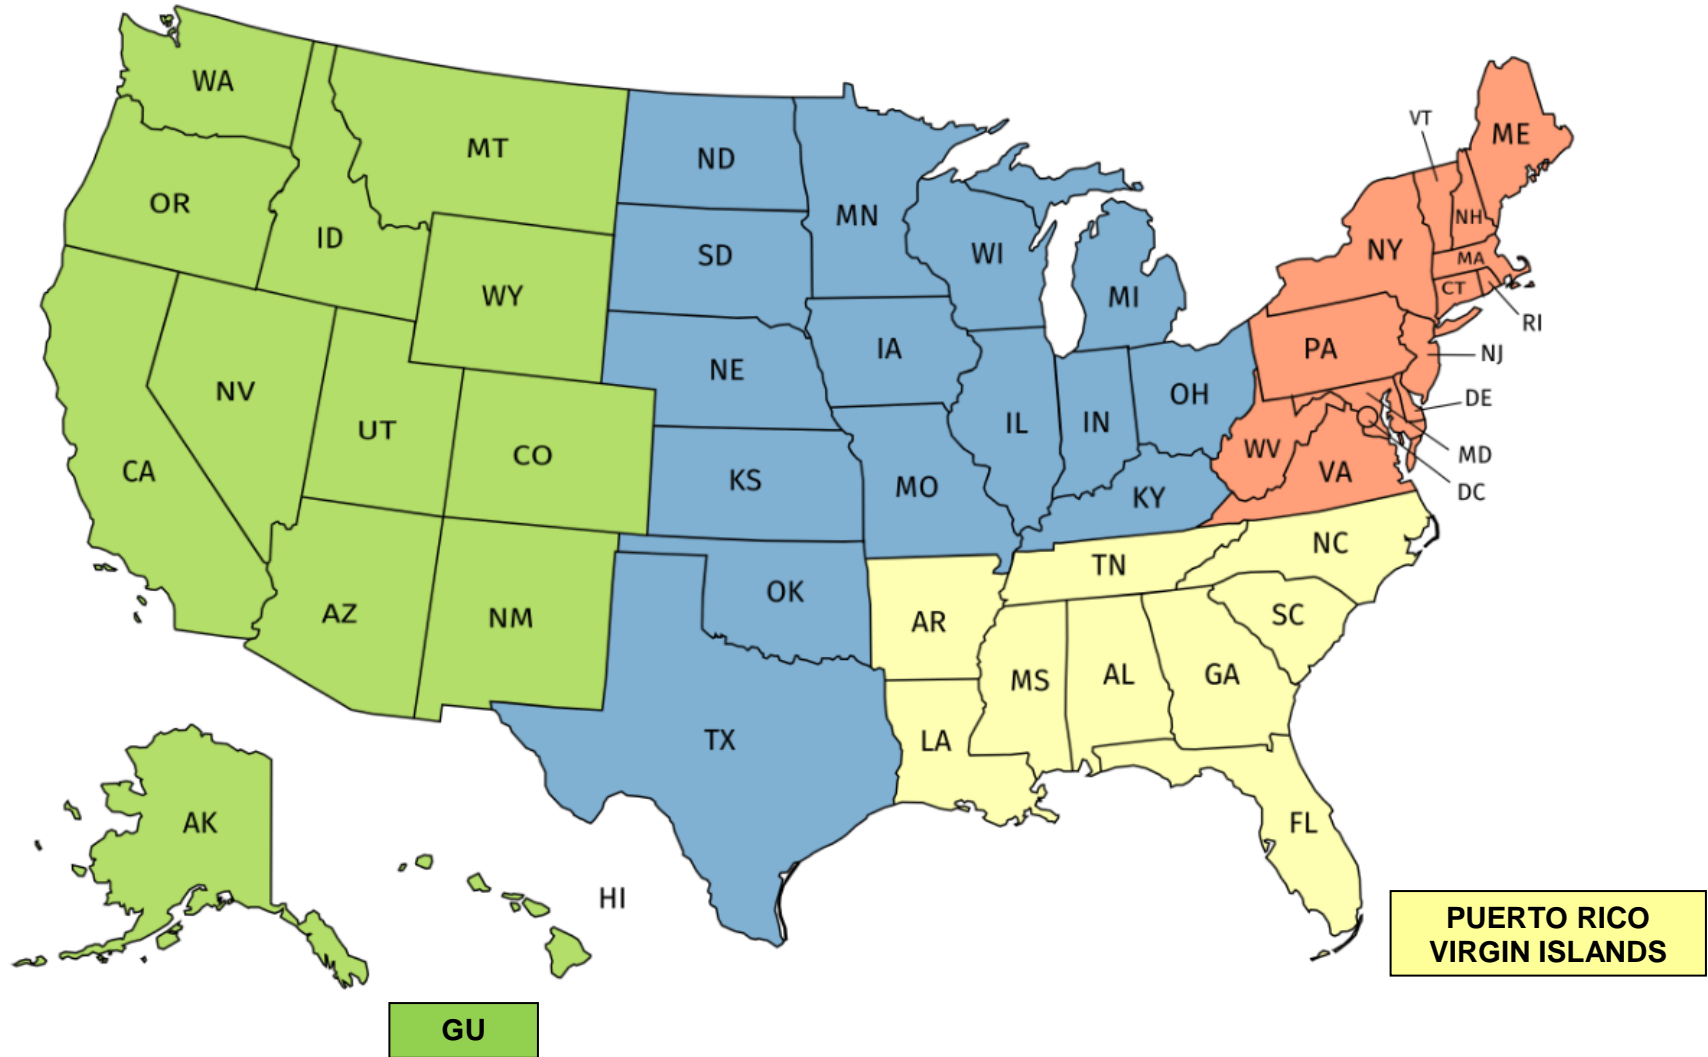 WA
MT
ND
MN
VT
ME
OR
ID
SD
WI
MI
NY
NH
MA
CT
RI
WY
NE
IA
PA
NJ
NV
UT
CO
IL
IN
OH
DE
CA
KS
MO
KY
WV
VA
MD
DC
AZ
NM
OK
AR
TN
NC
SC
MS
AL
GA
TX
LA
FL
AK
HI
PUERTO RICO
VIRGIN ISLANDS
GU